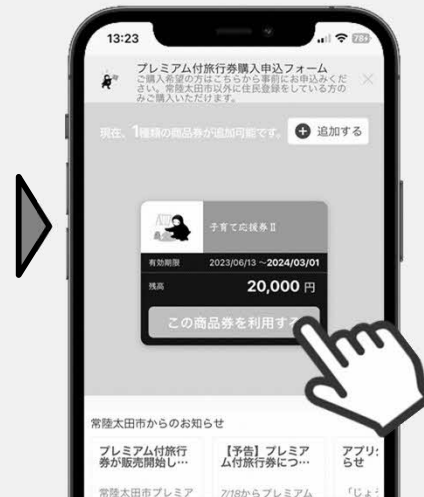 13:23
78
プレミアム付旅行券購入申込フォーム
ご購入希望の方はこちらから事前にお申込みくだ
さい。常陸太田市以外に住民登録をしている方の
みご購入いただけます。
現在、1種類の商品券が追加可能です。
追加する
子育て応援券Ⅱ
有効期限 2023/06/13 ~2024/03/01
残高 20,000 円
この商品券を利用す
常陸太田市からのお知らせ
プレミアム付旅行
券が販売開始し…
【予告】プレミア
ム付旅行券につ…
アプリ
らせ
常陸太田市プレミア
7/18からプレミアム
「じょう